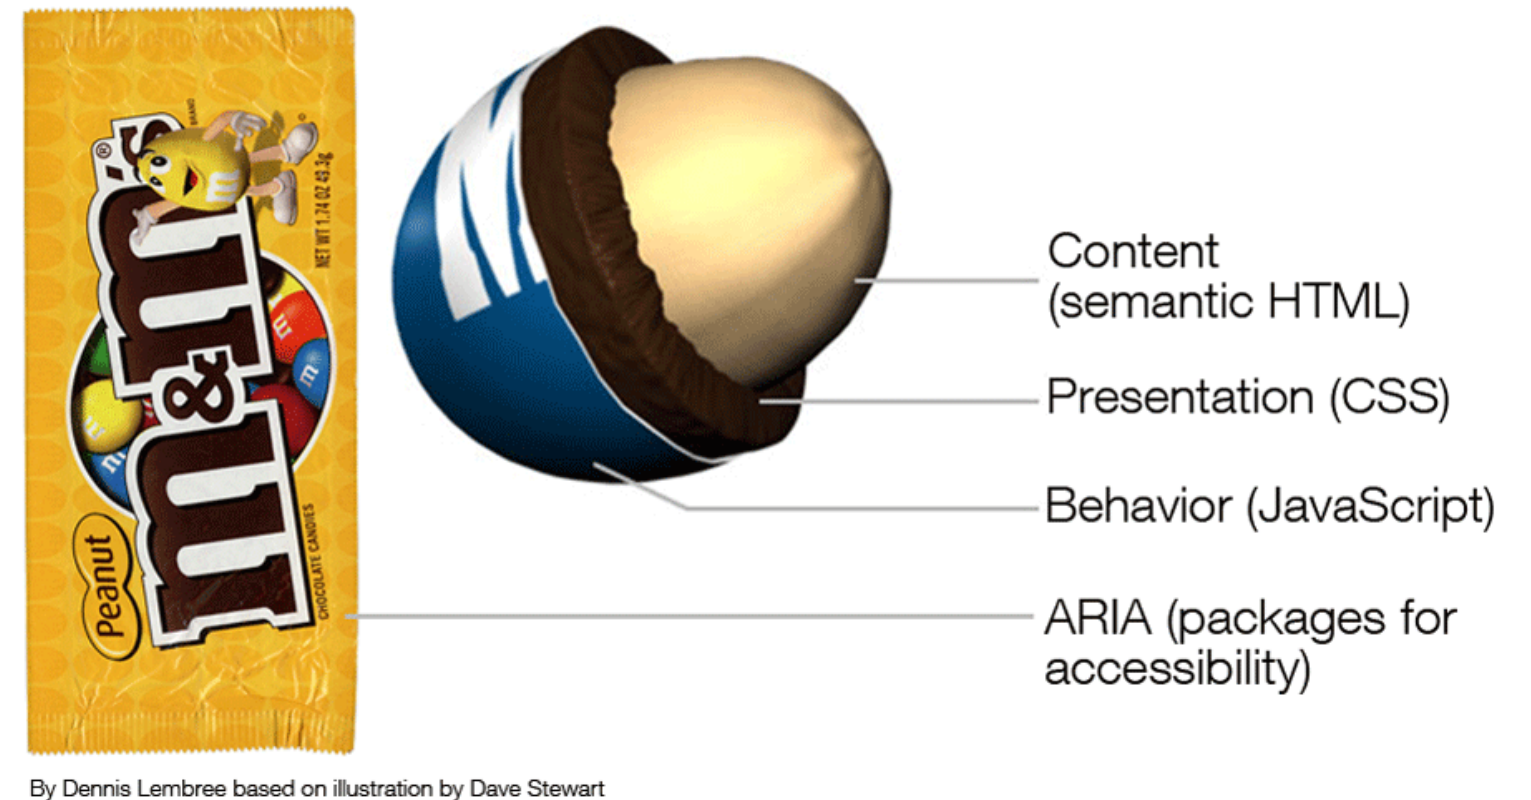 BRAND
®
m&m's
m
©
NET WT 1.74 OZ 49.3g
m
m
m
m
Peanut
CHOCOLATE CANDIES
Content
(semantic HTML)
Presentation (CSS)
Behavior (JavaScript)
ARIA (packages for
accessibility)
By Dennis Lembree based on illustration by Dave Stewart